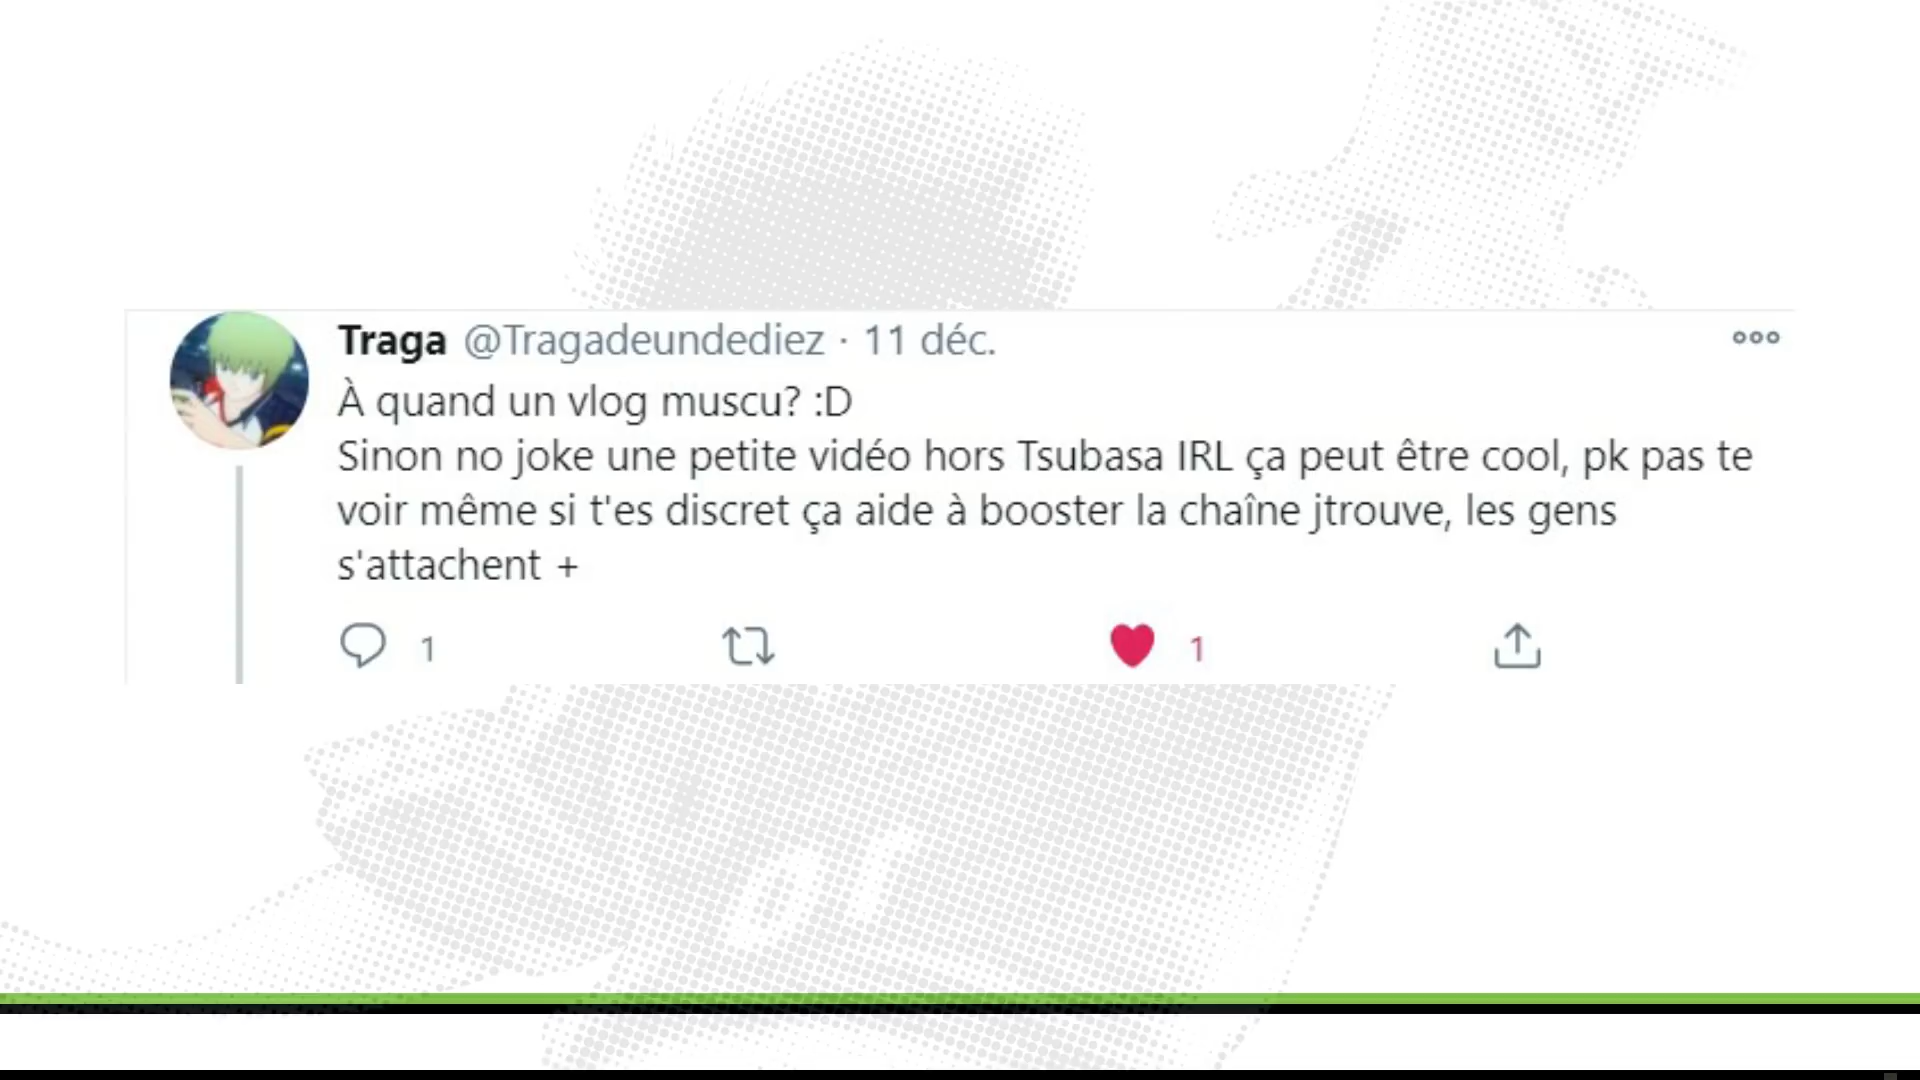 Traga @Tragadeundediez · 11 déc.
À quand un vlog muscu? :D
Sinon no joke une petite vidéo hors Tsubasa IRL ça peut être cool, pk pas te
voir même si t'es discret ça aide à booster la chaîne jtrouve, les gens
s'attachent +
1 1